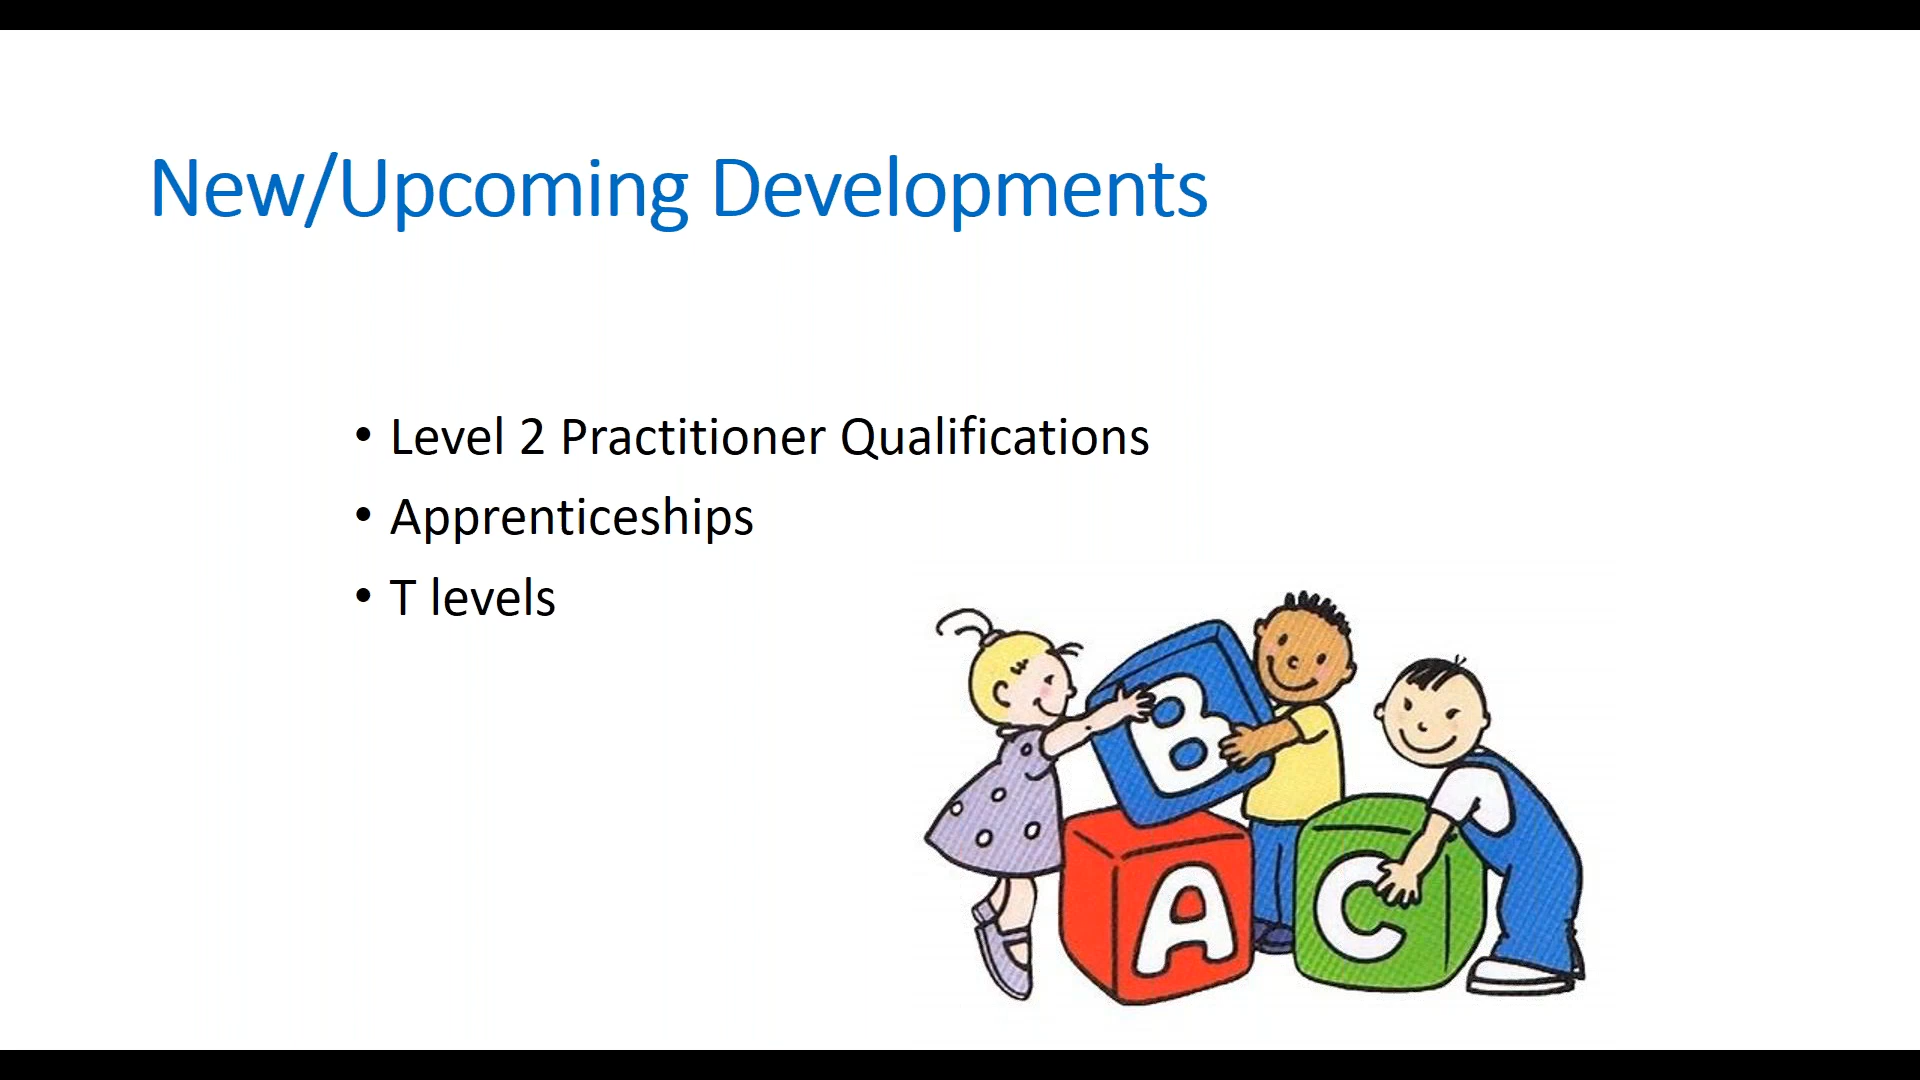 New/Upcoming Developments
• Level 2 Practitioner Qualifications
• Apprenticeships
• T levels
B
A
C